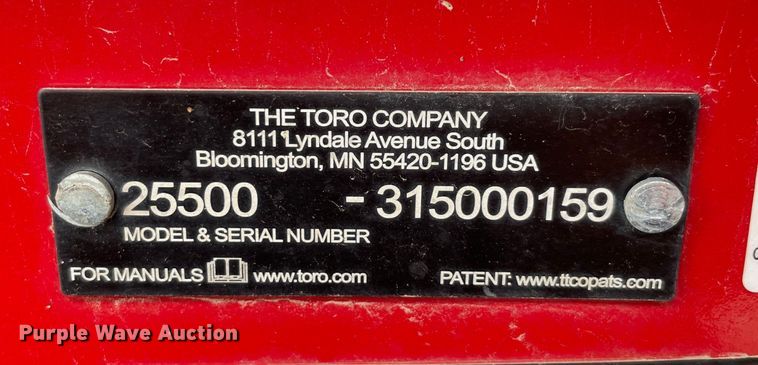 THE TORO COMPANY
8111 Lyndale Avenue South
Bloomington, MN 55420-1196 USA
25500 - 315000159
MODEL & SERIAL NUMBER
FOR MANUALS www.toro.com PATENT: www.ttcopats.com
Purple Wave Auction